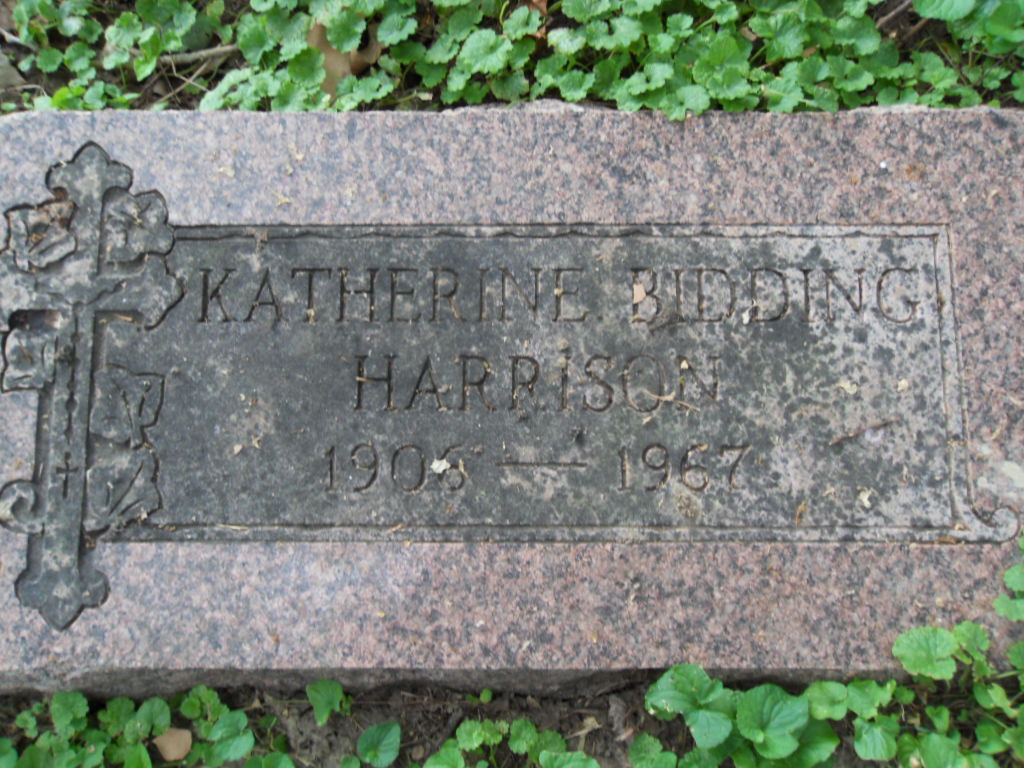 KATHERINE BIDDING
HARRISON
1906 — 1967